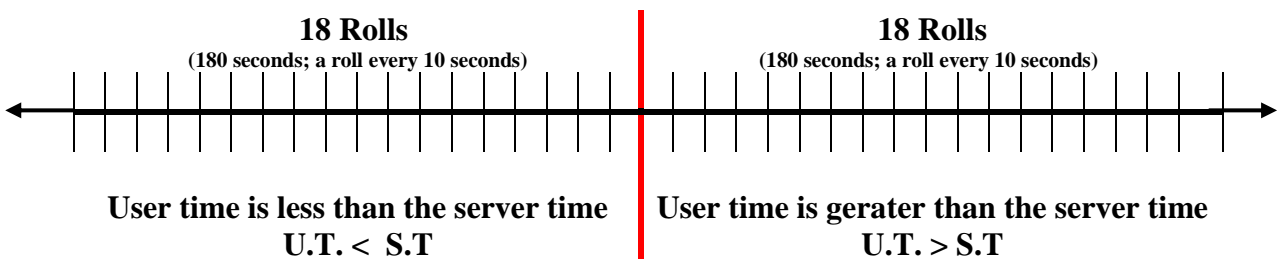 18 Rolls
(180 seconds; a roll every 10 seconds)
18 Rolls
(180 seconds; a roll every 10 seconds)
User time is less than the server time
U.T. < S.T
User time is gerater than the server time
U.T. > S.T